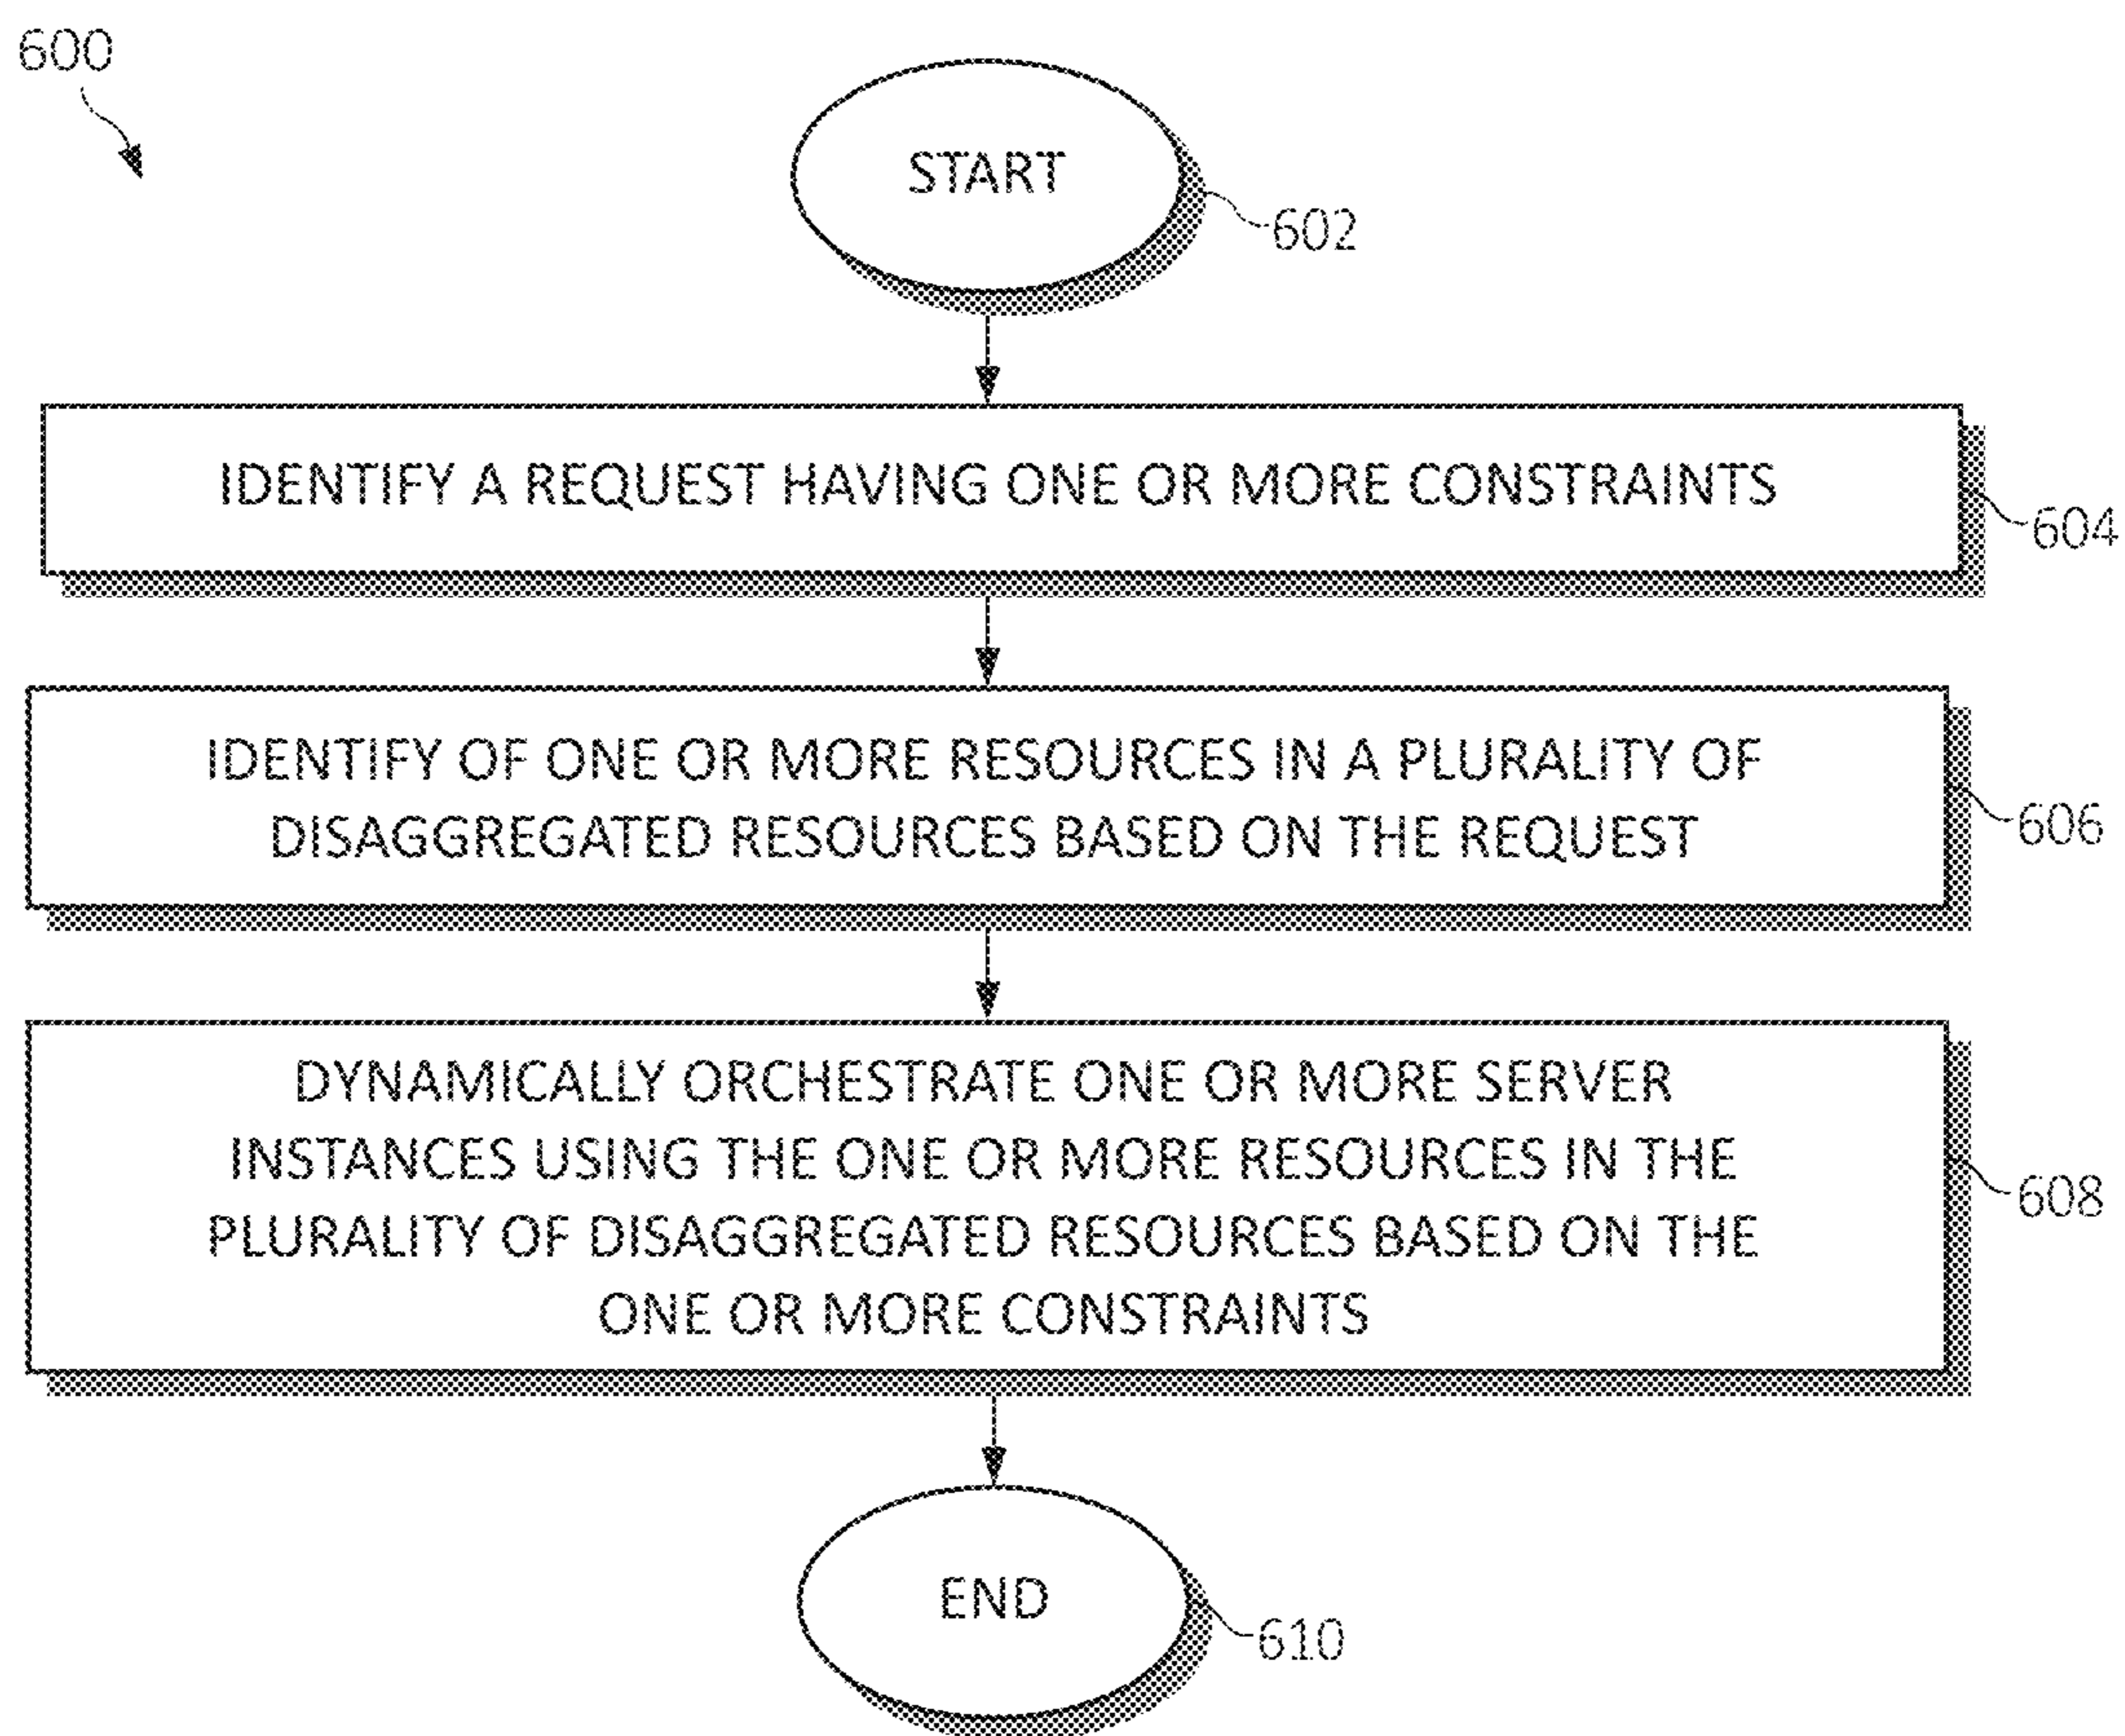 600
START
602
IDENTIFY A REQUEST HAVING ONE OR MORE CONSTRAINTS
604
IDENTIFY OF ONE OR MORE RESOURCES IN A PLURALITY OF
DISAGGREGATED RESOURCES BASED ON THE REQUEST
606
DYNAMICALLY ORCHESTRATE ONE OR MORE SERVER
INSTANCES USING THE ONE OR MORE RESOURCES IN THE
PLURALITY OF DISAGGREGATED RESOURCES BASED ON THE
ONE OR MORE CONSTRAINTS
608
END
610